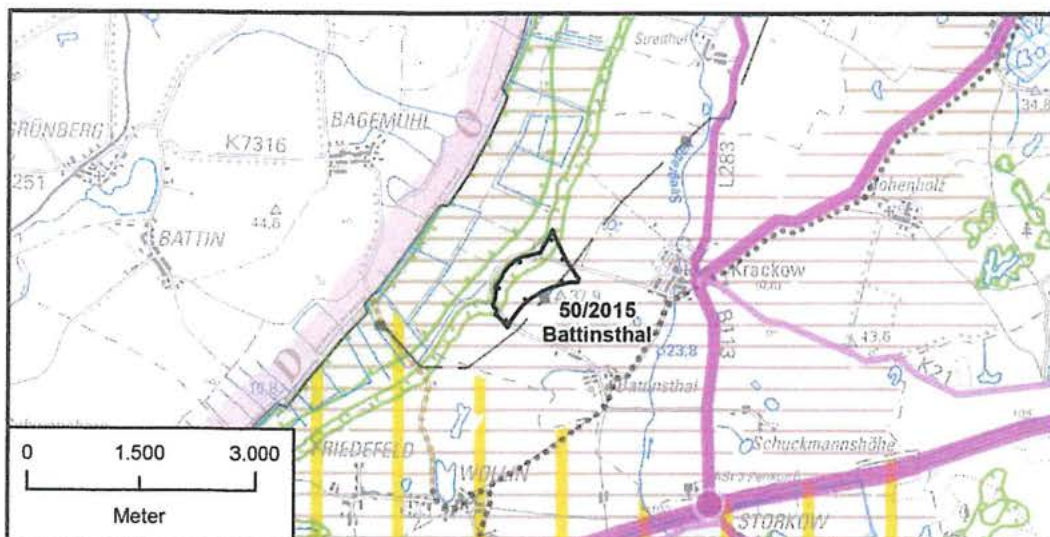 Streithof
34.8
GRÜNBERG
K7316
BAGEMÜHL
251
L283
Hohenholz
44.6
BATTIN
Krackow
37.9
50/2015
Battinsthal
B113
43.6
K21
23.8
Battinsthal
D
0 1.500 3.000
Meter
FRIEDEFELD
WOLLIN
Schuckmannshöhe
STORKOW